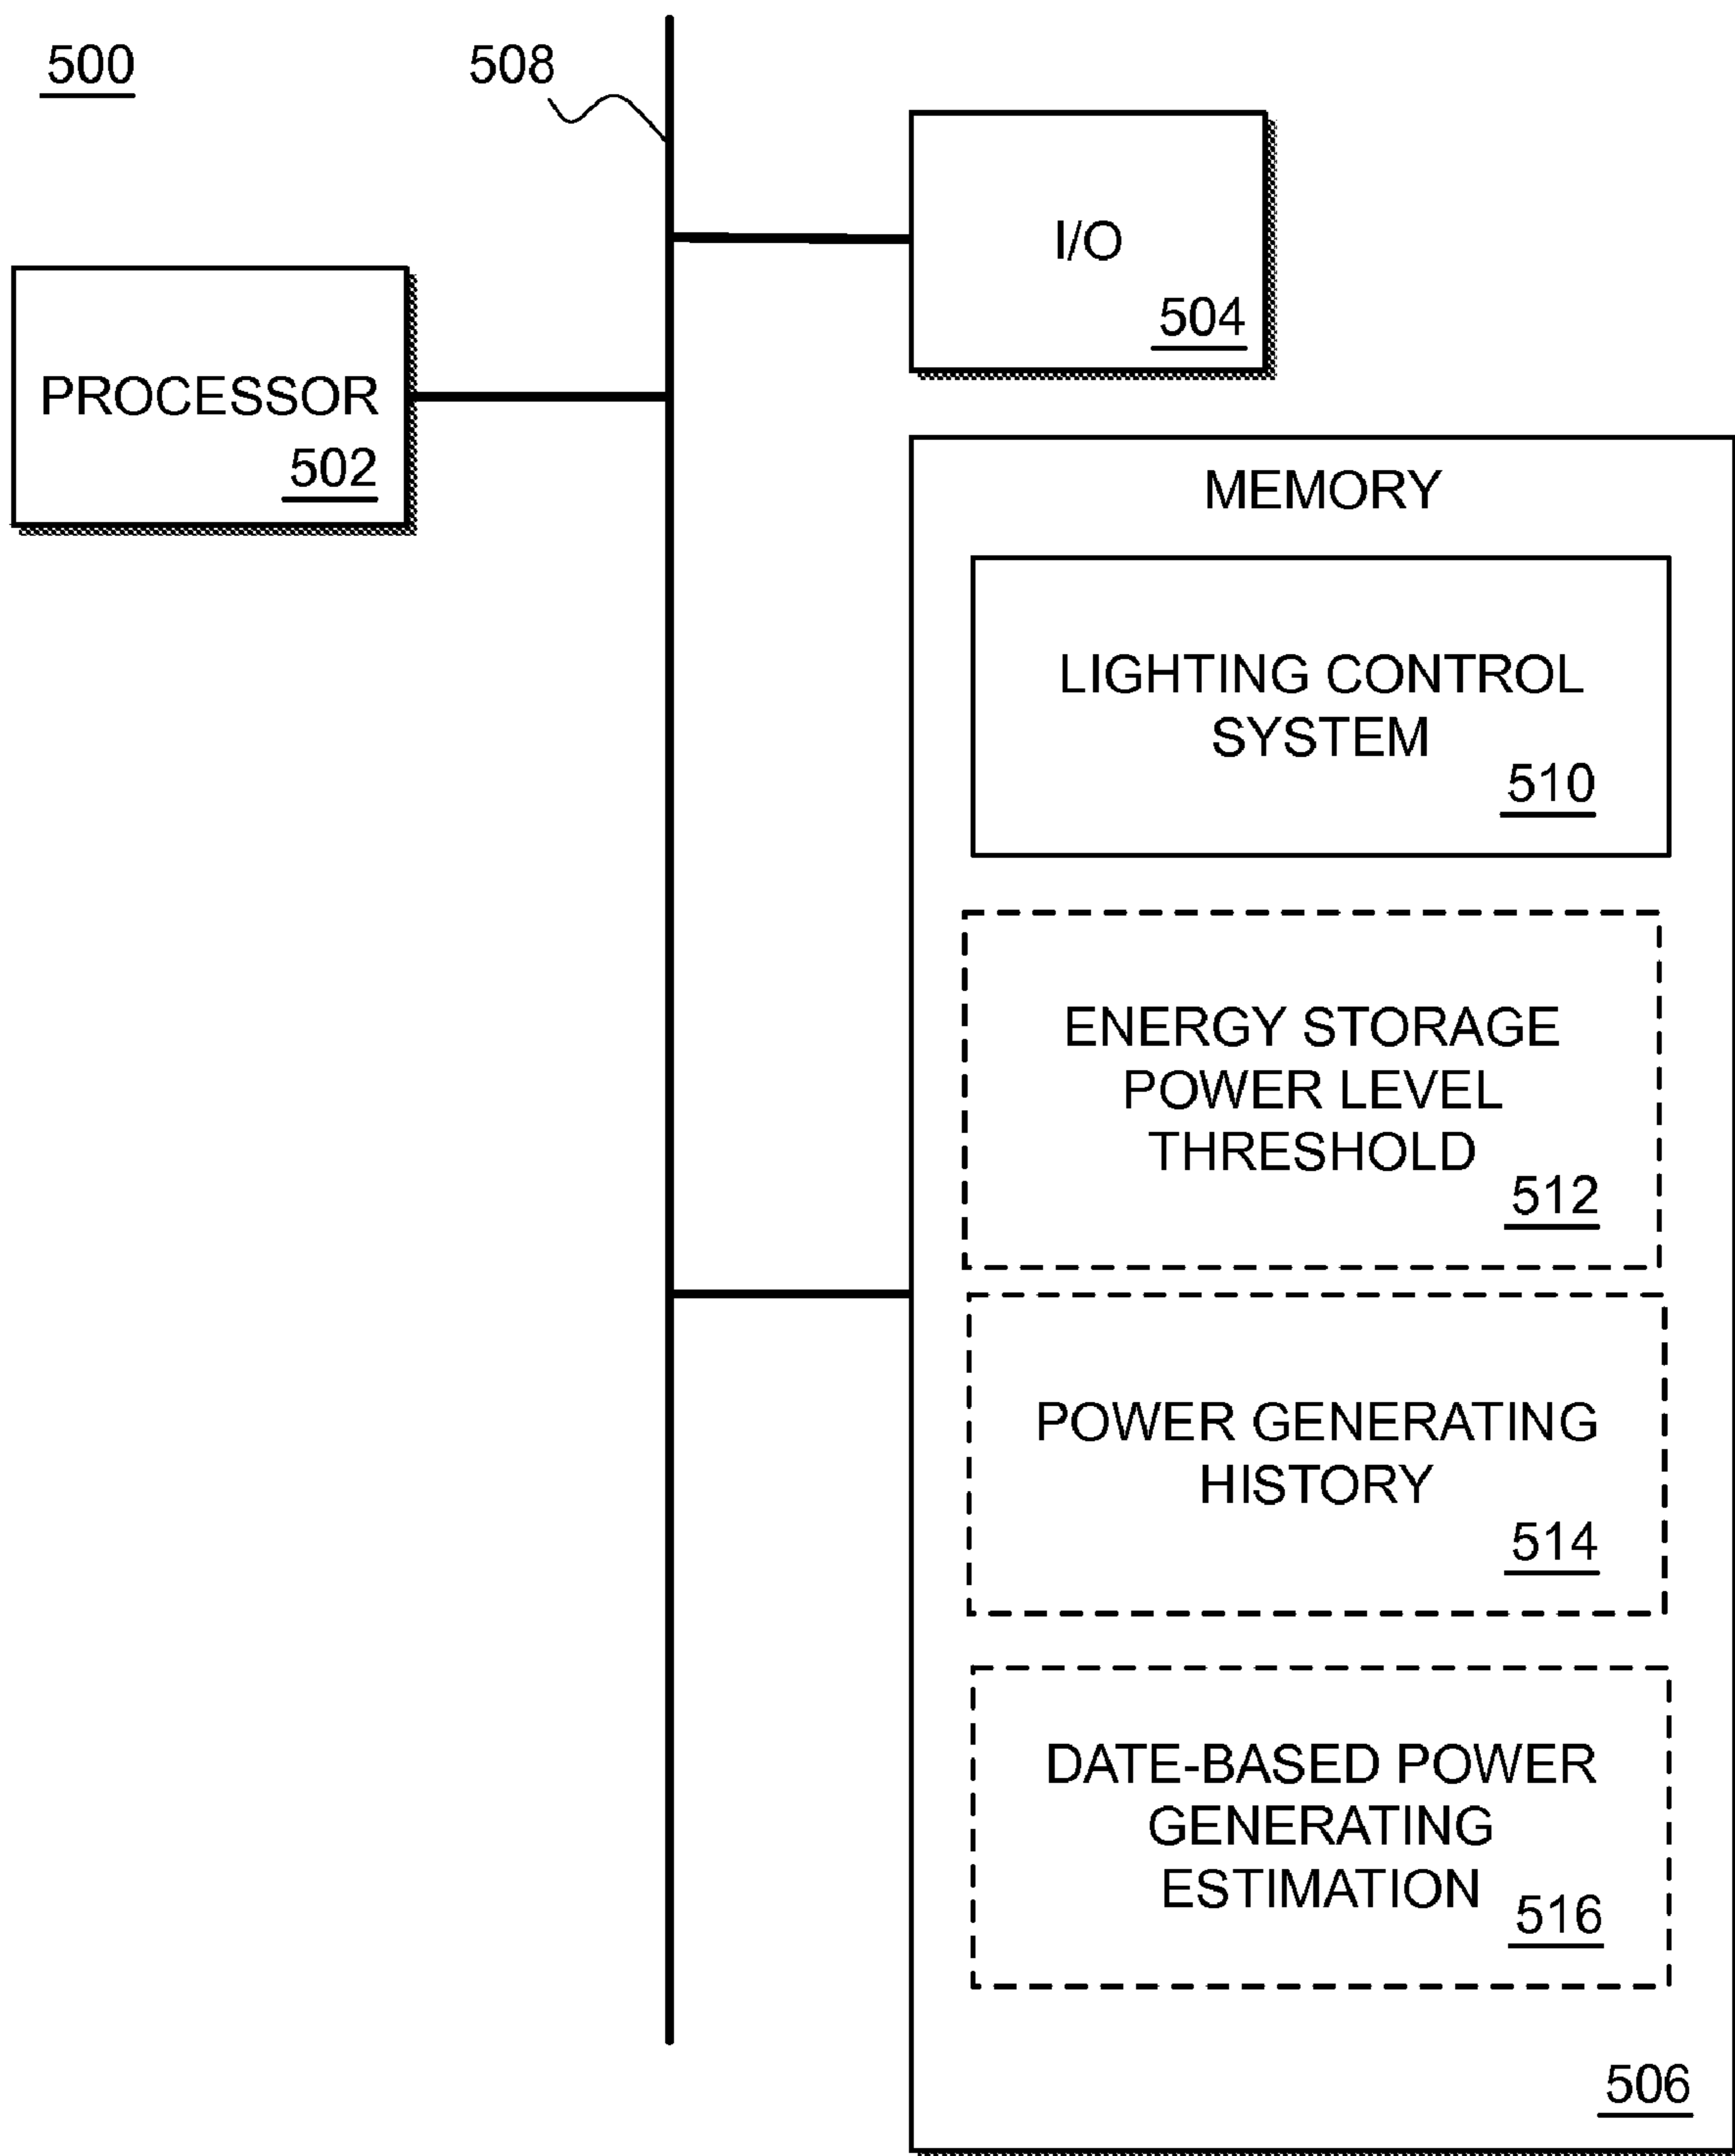 500
508
I/O
504
PROCESSOR
502
MEMORY
LIGHTING CONTROL
SYSTEM
510
ENERGY STORAGE
POWER LEVEL
THRESHOLD
512
POWER GENERATING
HISTORY
514
DATE-BASED POWER
GENERATING
ESTIMATION
516
506